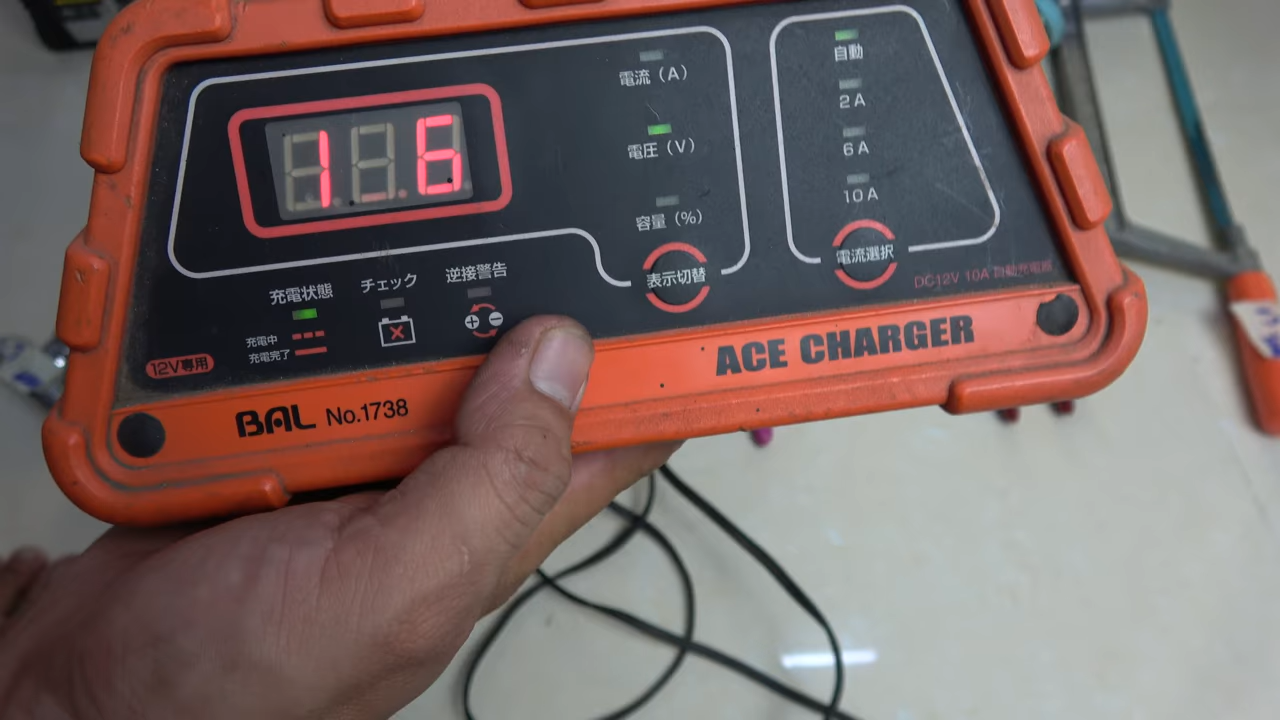 1 6
電流(A)
電圧(V)
容量(%)
表示切替
自動
2A
6A
10A
電流選択
DC12V 10A 自動充電器
充電状態
チェック
逆接警告
充電中
充電完了
12V専用
BAL No.1738
ACE CHARGER